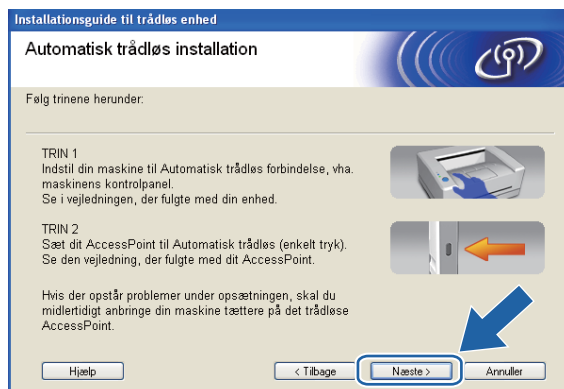 Installationsguide til trådløs enhed
Automatisk trådløs installation
Følg trinene herunder:
TRIN 1
Indstil din maskine til Automatisk trådløs forbindelse, vha.
maskinens kontrolpanel.
Se i vejledningen, der fulgte med din enhed.
TRIN 2
Sæt dit AccessPoint til Automatisk trådløs (enkelt tryk).
Se den vejledning, der fulgte med dit AccessPoint.
Hvis der opstår problemer under opsætningen, skal du
midlertidigt anbringe din maskine tættere på det trådløse
AccessPoint.
Hjælp
< Tilbage
Næste >
Annuller